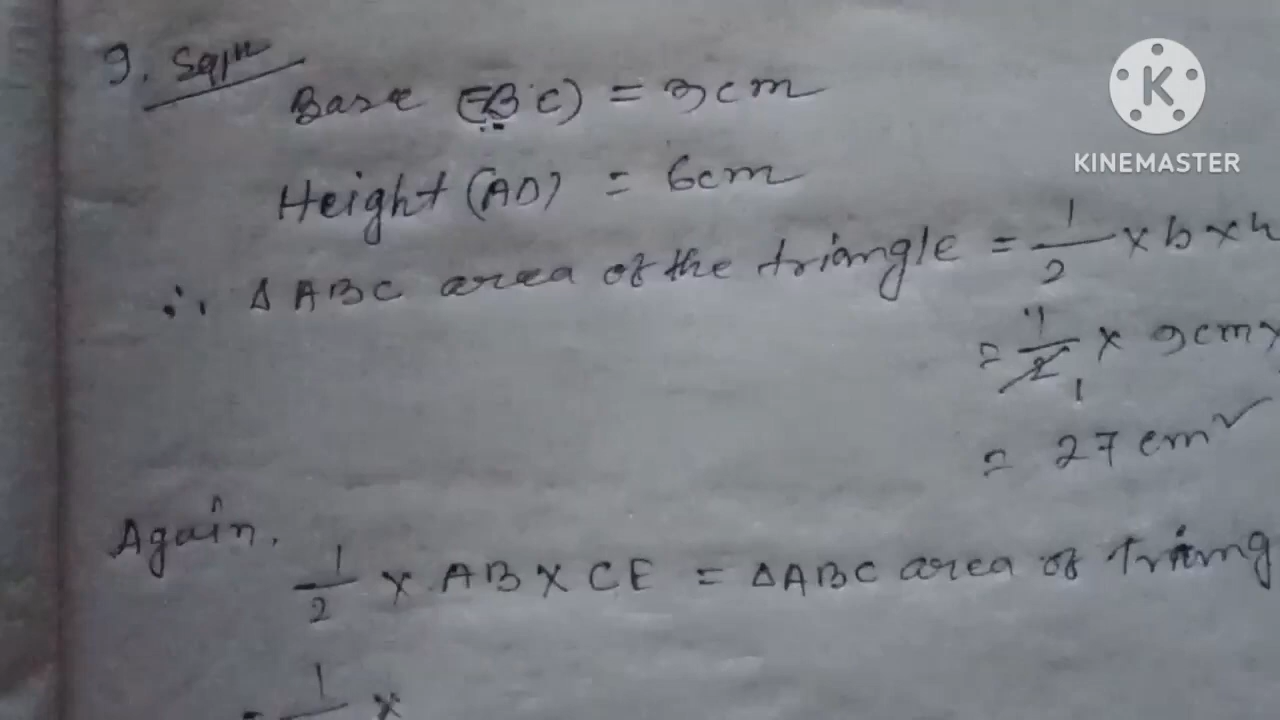 9. Solⁿ
Base (BC) = 9cm
Height (AD) = 6cm
∴ ΔABC area of the triangle = 1/2 × b × h
= 1/2 × 9cm ×
1
= 27 cm²
Again,
1/2 × AB × CE = ΔABC area of triang
= 1/ ×
KINEMASTER